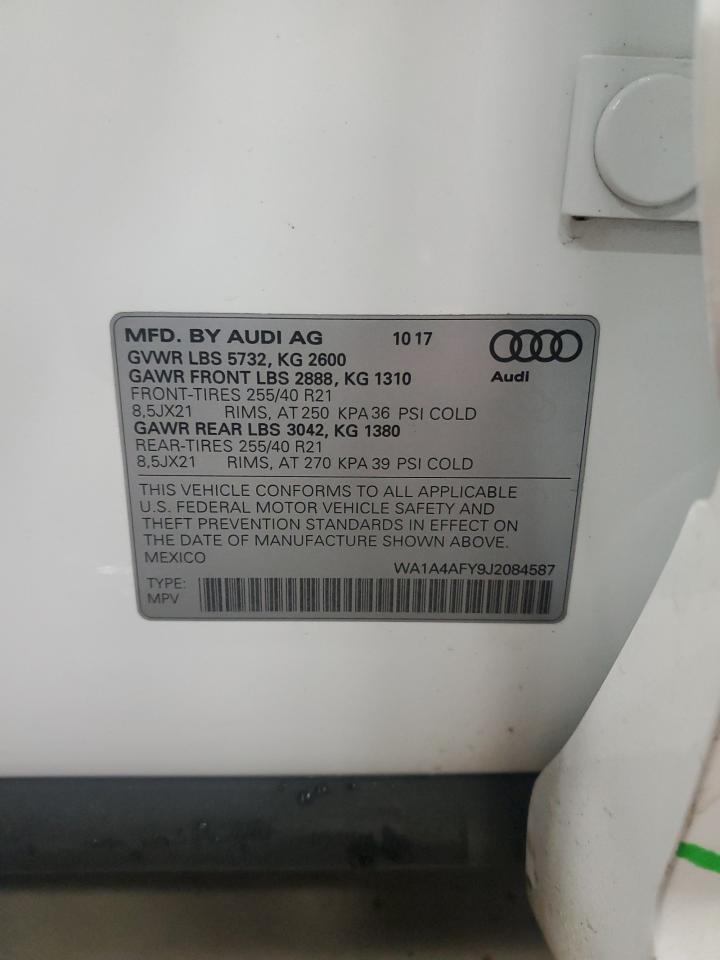 MFD. BY AUDI AG 10 17
GVWR LBS 5732, KG 2600
GAWR FRONT LBS 2888, KG 1310
Audi
FRONT-TIRES 255/40 R21
8,5JX21 RIMS, AT 250 KPA 36 PSI COLD
GAWR REAR LBS 3042, KG 1380
REAR-TIRES 255/40 R21
8,5JX21 RIMS, AT 270 KPA 39 PSI COLD
THIS VEHICLE CONFORMS TO ALL APPLICABLE
U.S. FEDERAL MOTOR VEHICLE SAFETY AND
THEFT PREVENTION STANDARDS IN EFFECT ON
THE DATE OF MANUFACTURE SHOWN ABOVE.
MEXICO WA1A4AFY9J2084587
TYPE:
MPV